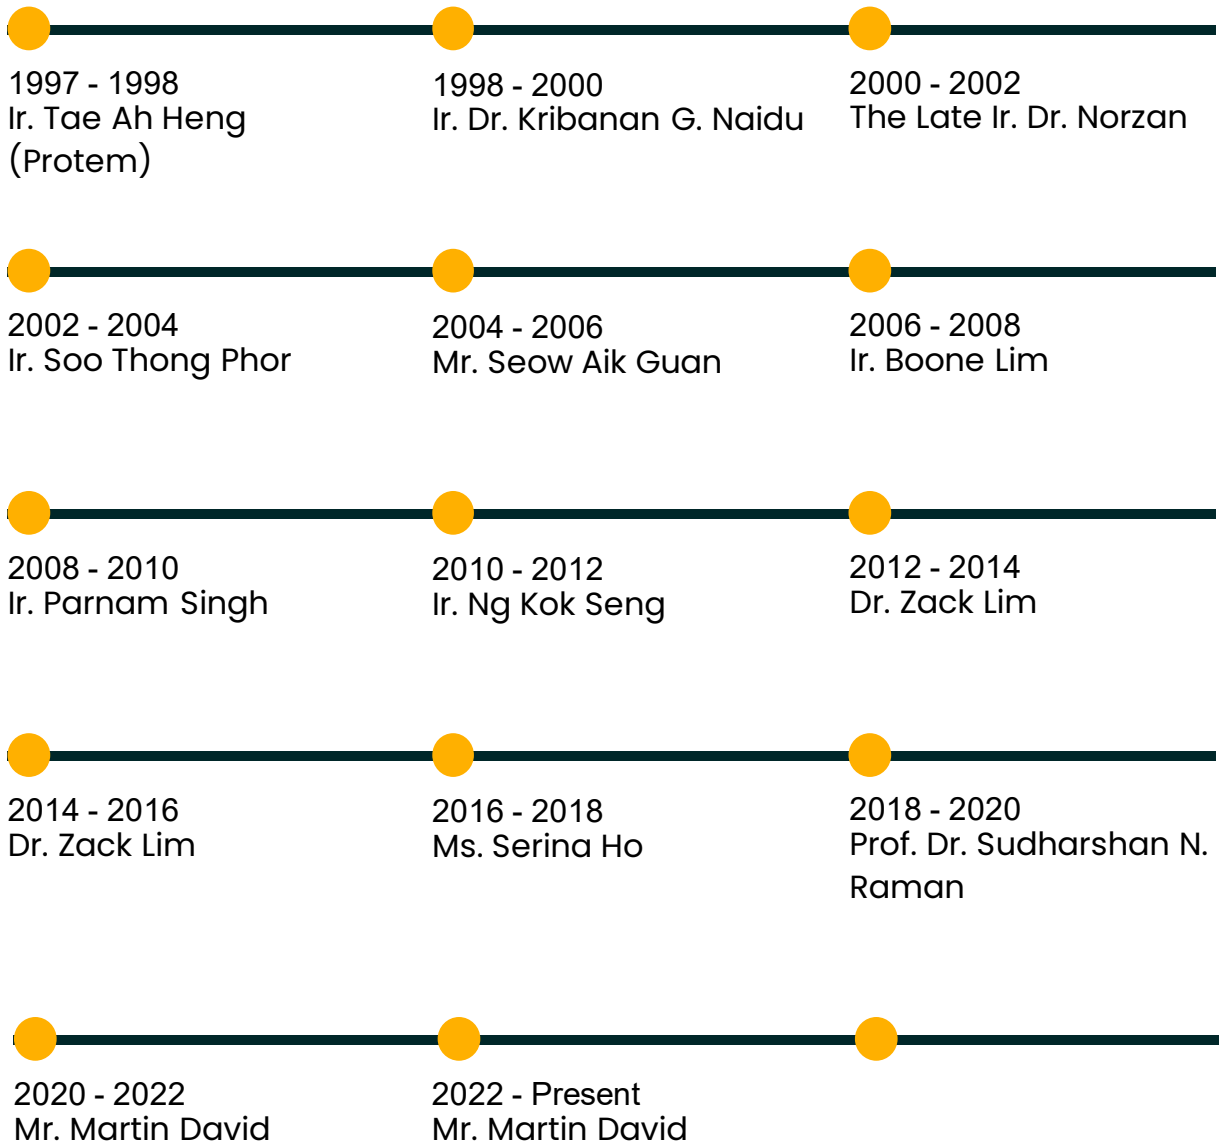 1997 - 1998
Ir. Tae Ah Heng
(Protem)
1998 - 2000
Ir. Dr. Kribanan G. Naidu
2000 - 2002
The Late Ir. Dr. Norzan
2002 - 2004
Ir. Soo Thong Phor
2004 - 2006
Mr. Seow Aik Guan
2006 - 2008
Ir. Boone Lim
2008 - 2010
Ir. Parnam Singh
2010 - 2012
Ir. Ng Kok Seng
2012 - 2014
Dr. Zack Lim
2014 - 2016
Dr. Zack Lim
2016 - 2018
Ms. Serina Ho
2018 - 2020
Prof. Dr. Sudharshan N.
Raman
2020 - 2022
Mr. Martin David
2022 - Present
Mr. Martin David